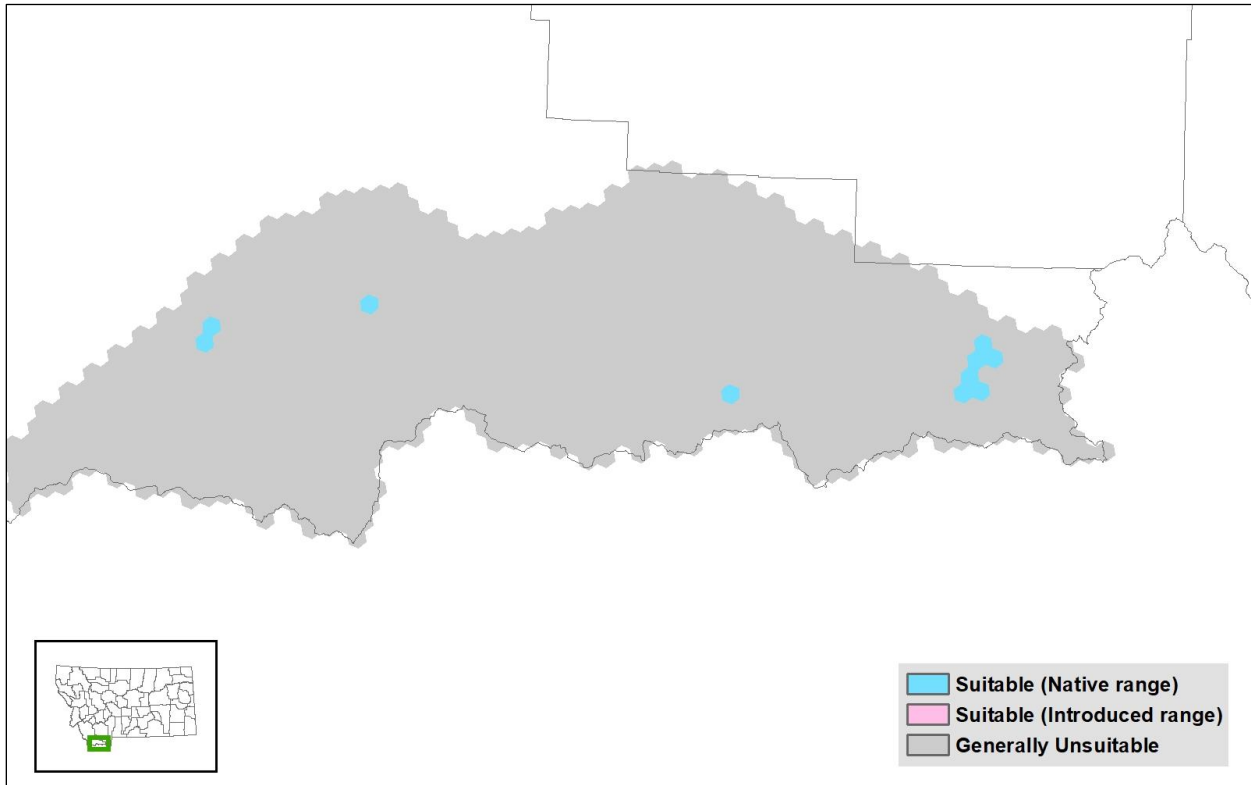 Suitable (Native range)
Suitable (Introduced range)
Generally Unsuitable